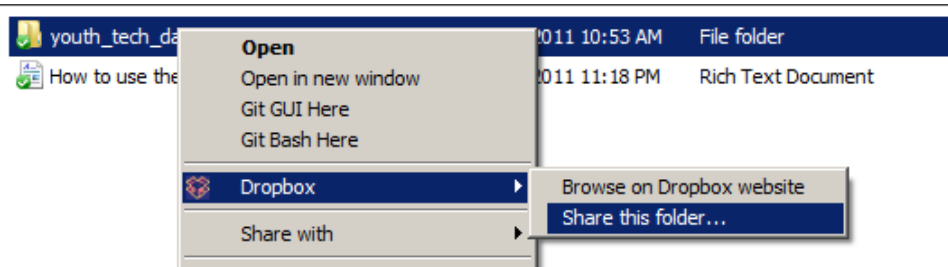 youth_tech_da 2011 10:53 AM File folder
How to use the 2011 11:18 PM Rich Text Document
Open
Open in new window
Git GUI Here
Git Bash Here
Dropbox
Share with
Browse on Dropbox website
Share this folder...